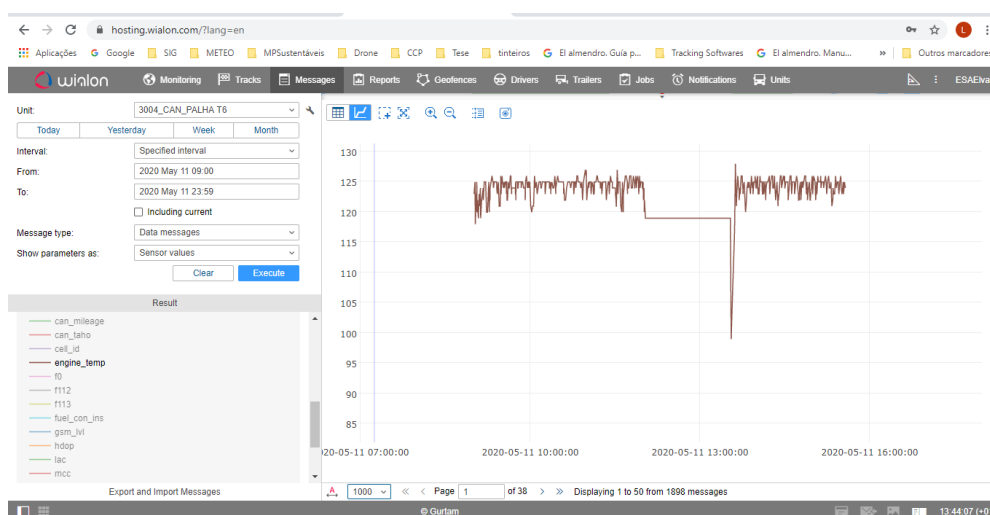 hosting.wialon.com/?lang=en
L
Aplicações Google SIG METEO MPSustentáveis Drone CCP Tese tinteiros El almendro. Guía p... Tracking Softwares El almendro. Manu... » Outros marcadores
wialon Monitoring Tracks Messages Reports Geofences Drivers Trailers Jobs Notifications Units ESAElva
Unit: 3004_CAN_PALHA T6
Today Yesterday Week Month
Interval: Specified interval
From: 2020 May 11 09:00
To: 2020 May 11 23:59
Including current
Message type: Data messages
Show parameters as: Sensor values
Clear Execute
Result
can_mileage
can_taho
cell_id
engine_temp
f0
f112
f113
fuel_con_ins
gsm_lvl
hdop
lac
mcc
Export and Import Messages
130
125
120
115
110
105
100
95
90
85
20-05-11 07:00:00 2020-05-11 10:00:00 2020-05-11 13:00:00 2020-05-11 16:00:00
A 1000 « < Page 1 of 38 > » Displaying 1 to 50 from 1898 messages
© Gurtam 13:44:07 (+0